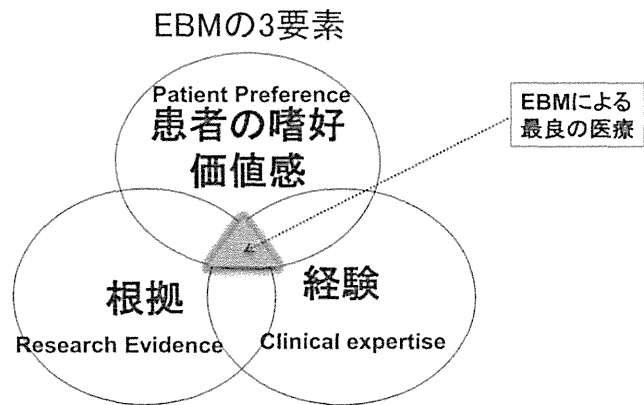 EBMの3要素
Patient Preference
患者の嗜好
価値感
EBMによる
最良の医療
根拠
Research Evidence
経験
Clinical expertise